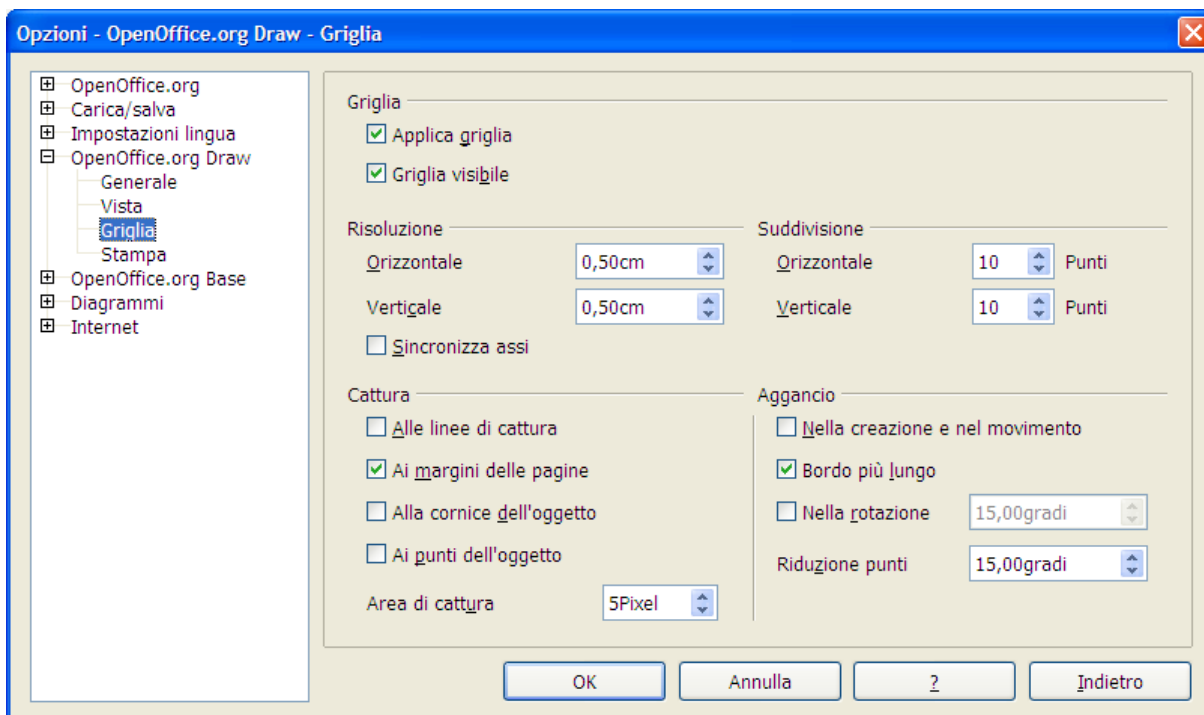 Opzioni - OpenOffice.org Draw - Griglia
OpenOffice.org
Carica/salva
Impostazioni lingua
OpenOffice.org Draw
Generale
Vista
Griglia
Stampa
OpenOffice.org Base
Diagrammi
Internet
Griglia
Applica griglia
Griglia visibile
Risoluzione
Orizzontale 0,50cm
Verticale 0,50cm
Sincronizza assi
Suddivisione
Orizzontale 10 Punti
Verticale 10 Punti
Cattura
Alle linee di cattura
Ai margini delle pagine
Alla cornice dell'oggetto
Ai punti dell'oggetto
Area di cattura 5Pixel
Aggancio
Nella creazione e nel movimento
Bordo più lungo
Nella rotazione 15,00gradi
Riduzione punti 15,00gradi
OK Annulla ? Indietro